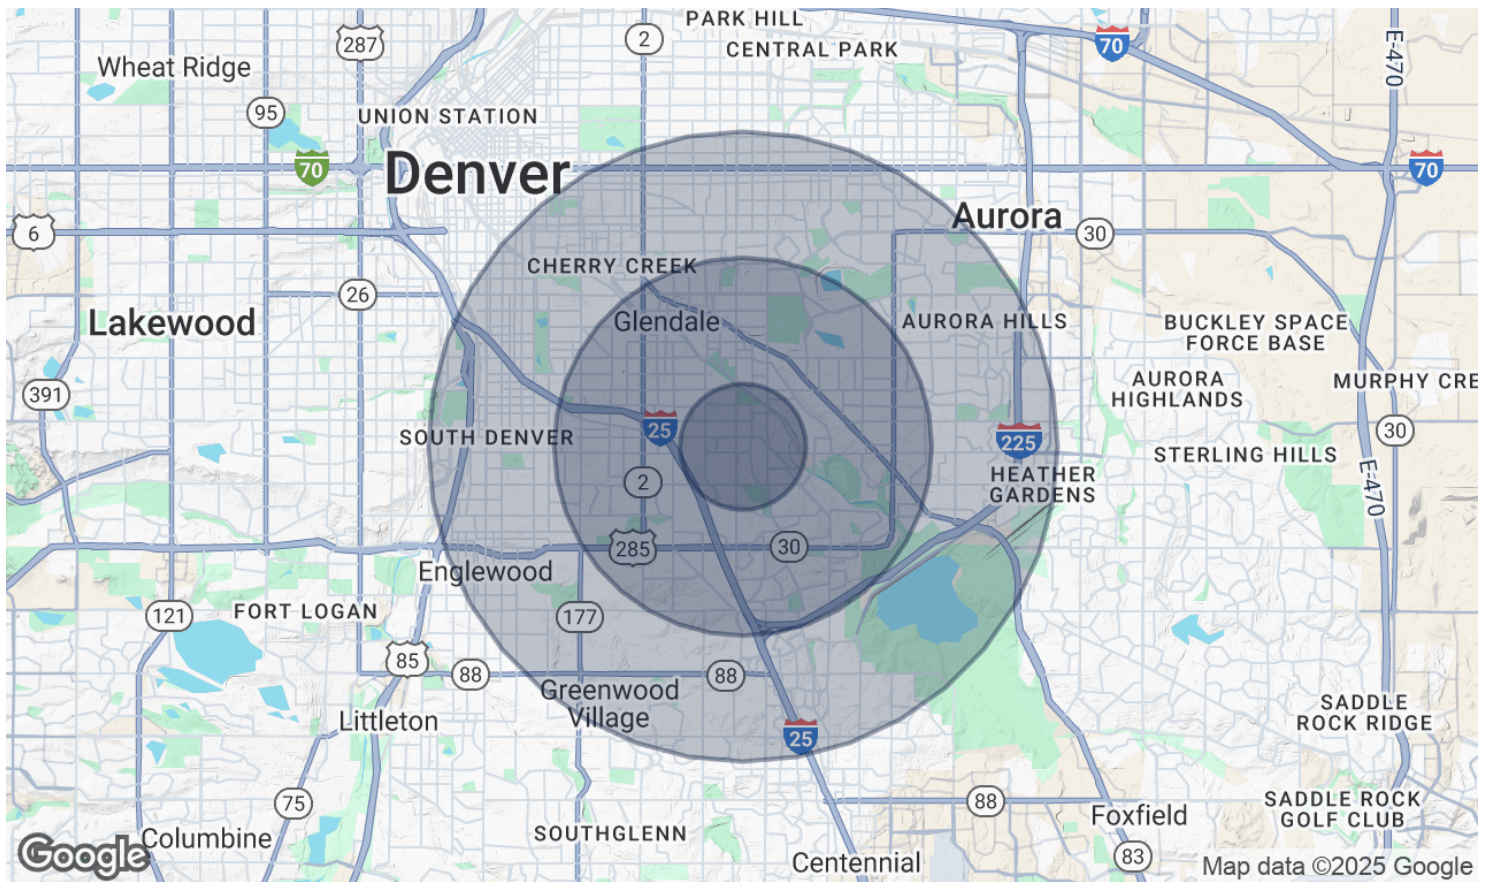 PARK HILL
287
2
CENTRAL PARK
70
E-470
Wheat Ridge
95
UNION STATION
70
Denver
70
6
Aurora
30
CHERRY CREEK
26
Lakewood
Glendale
AURORA HILLS
BUCKLEY SPACE
FORCE BASE
391
AURORA
HIGHLANDS
MURPHY CRE
SOUTH DENVER
25
225
30
STERLING HILLS
HEATHER
GARDENS
E-470
2
285
30
Englewood
121
FORT LOGAN
177
85
88
88
Greenwood
Village
Littleton
25
SADDLE
ROCK RIDGE
75
88
SADDLE ROCK
GOLF CLUB
Foxfield
Columbine
SOUTHGLENN
Centennial
83
Google
Map data ©2025 Google